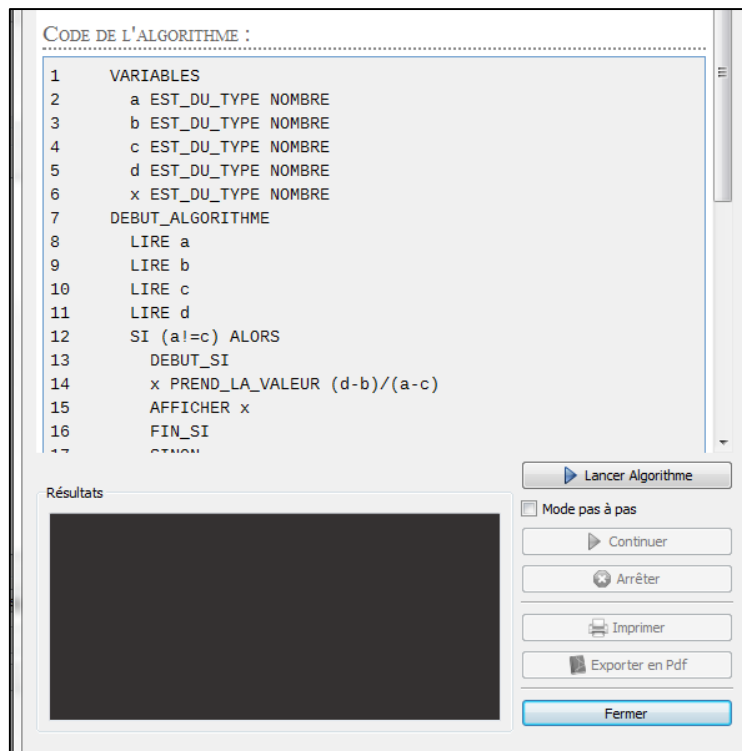 CODE DE L'ALGORITHME :
1 VARIABLES
2 a EST_DU_TYPE NOMBRE
3 b EST_DU_TYPE NOMBRE
4 c EST_DU_TYPE NOMBRE
5 d EST_DU_TYPE NOMBRE
6 x EST_DU_TYPE NOMBRE
7 DEBUT_ALGORITHME
8 LIRE a
9 LIRE b
10 LIRE c
11 LIRE d
12 SI (a!=c) ALORS
13 DEBUT_SI
14 x PREND_LA_VALEUR (d-b)/(a-c)
15 AFFICHER x
16 FIN_SI
17 SINON
Lancer Algorithme
Résultats
Mode pas à pas
Continuer
Arrêter
Imprimer
Exporter en Pdf
Fermer